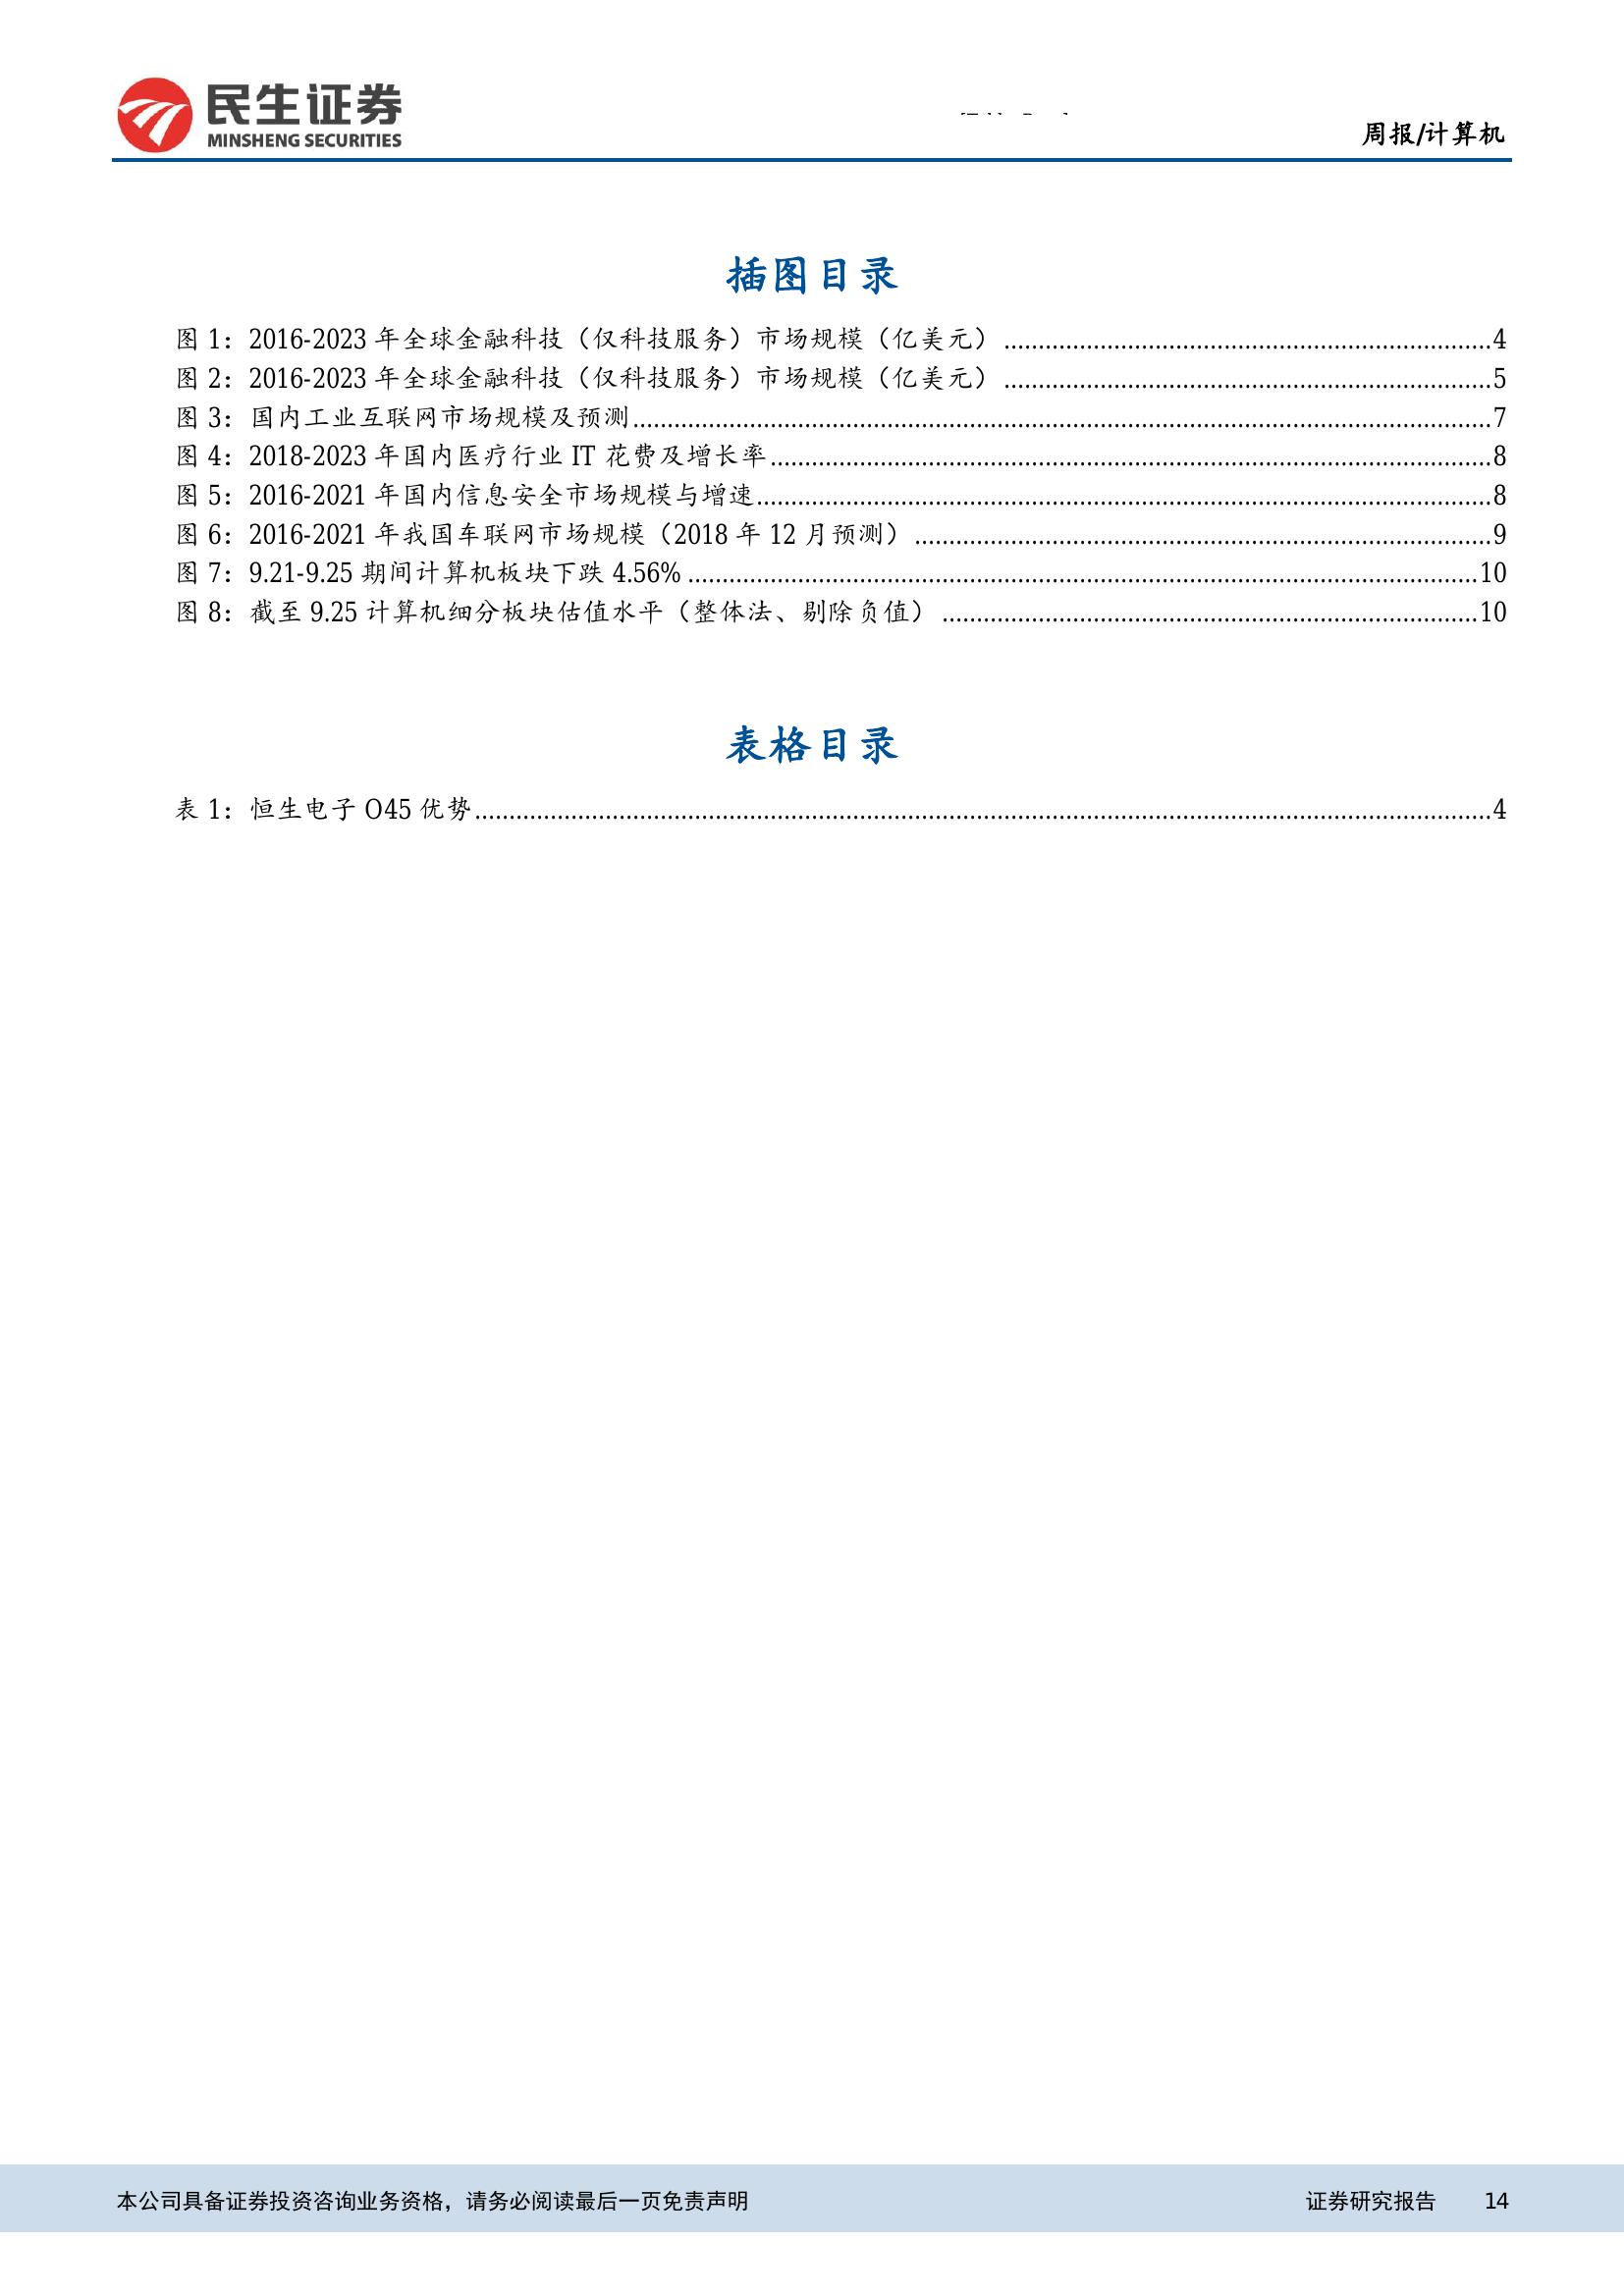 民生证券
MINSHENG SECURITIES
周报/计算机
插图目录
图 1：2016-2023 年全球金融科技（仅科技服务）市场规模（亿美元）................4
图 2：2016-2023 年全球金融科技（仅科技服务）市场规模（亿美元）................5
图 3：国内工业互联网市场规模及预测................7
图 4：2018-2023 年国内医疗行业 IT 花费及增长率................8
图 5：2016-2021 年国内信息安全市场规模与增速................8
图 6：2016-2021 年我国车联网市场规模（2018 年 12 月预测）................9
图 7：9.21-9.25 期间计算机板块下跌 4.56%................10
图 8：截至 9.25 计算机细分板块估值水平（整体法、剔除负值）................10
表格目录
表 1：恒生电子 O45 优势................4
本公司具备证券投资咨询业务资格，请务必阅读最后一页免责声明 证券研究报告 14